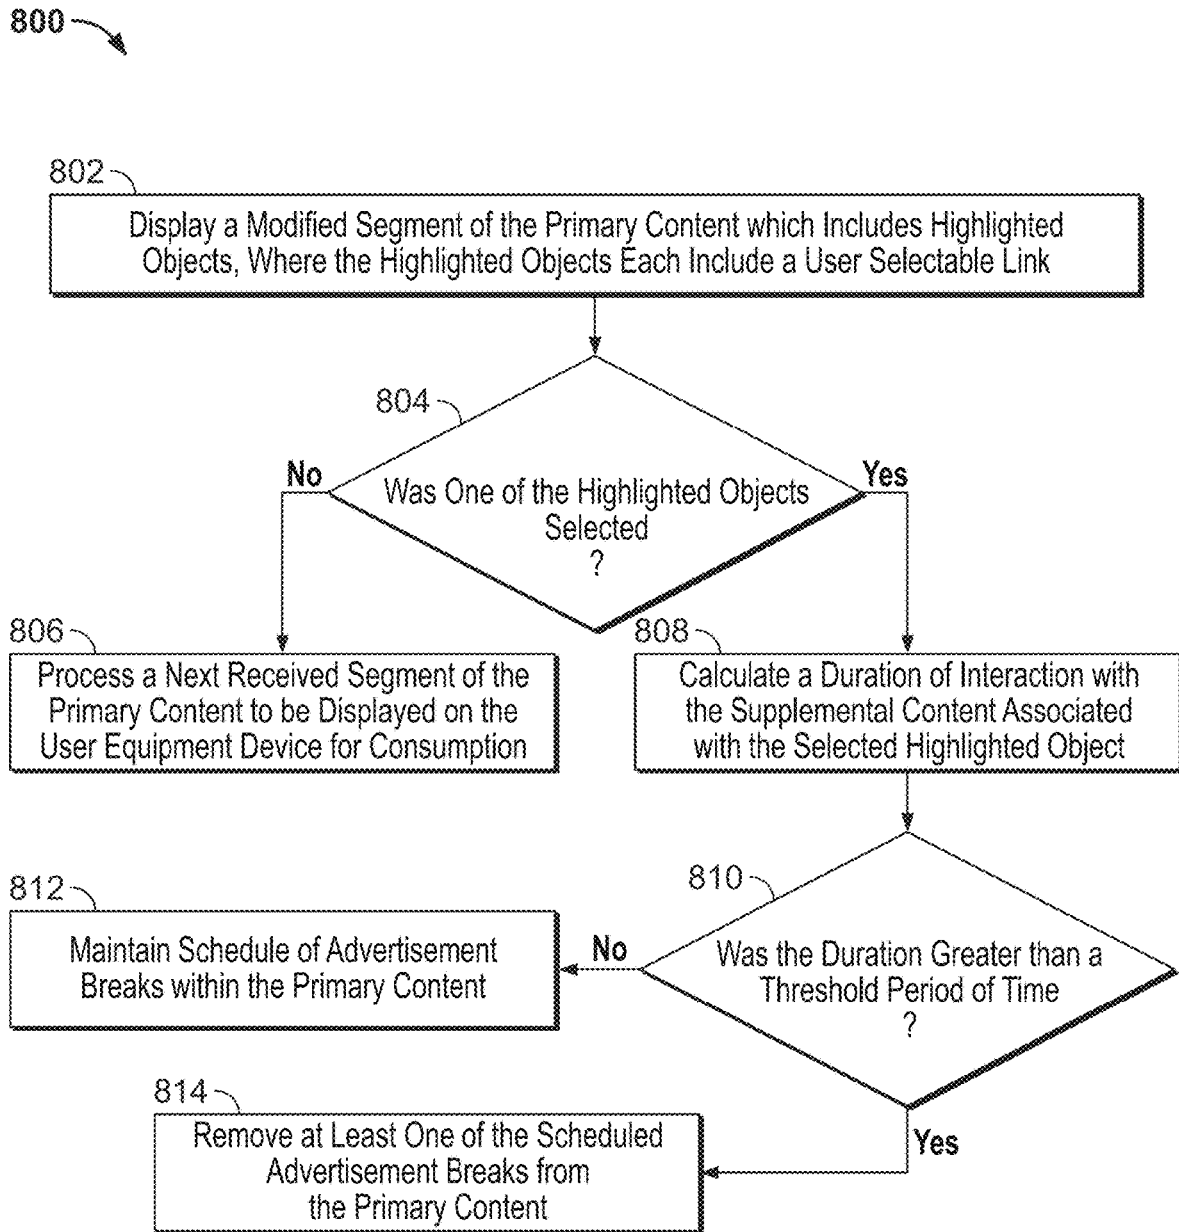 800
802
Display a Modified Segment of the Primary Content which Includes Highlighted
Objects, Where the Highlighted Objects Each Include a User Selectable Link
804
No
Yes
Was One of the Highlighted Objects
Selected
?
806
Process a Next Received Segment of the
Primary Content to be Displayed on the
User Equipment Device for Consumption
808
Calculate a Duration of Interaction with
the Supplemental Content Associated
with the Selected Highlighted Object
810
Was the Duration Greater than a
Threshold Period of Time
?
No
812
Maintain Schedule of Advertisement
Breaks within the Primary Content
Yes
814
Remove at Least One of the Scheduled
Advertisement Breaks from
the Primary Content